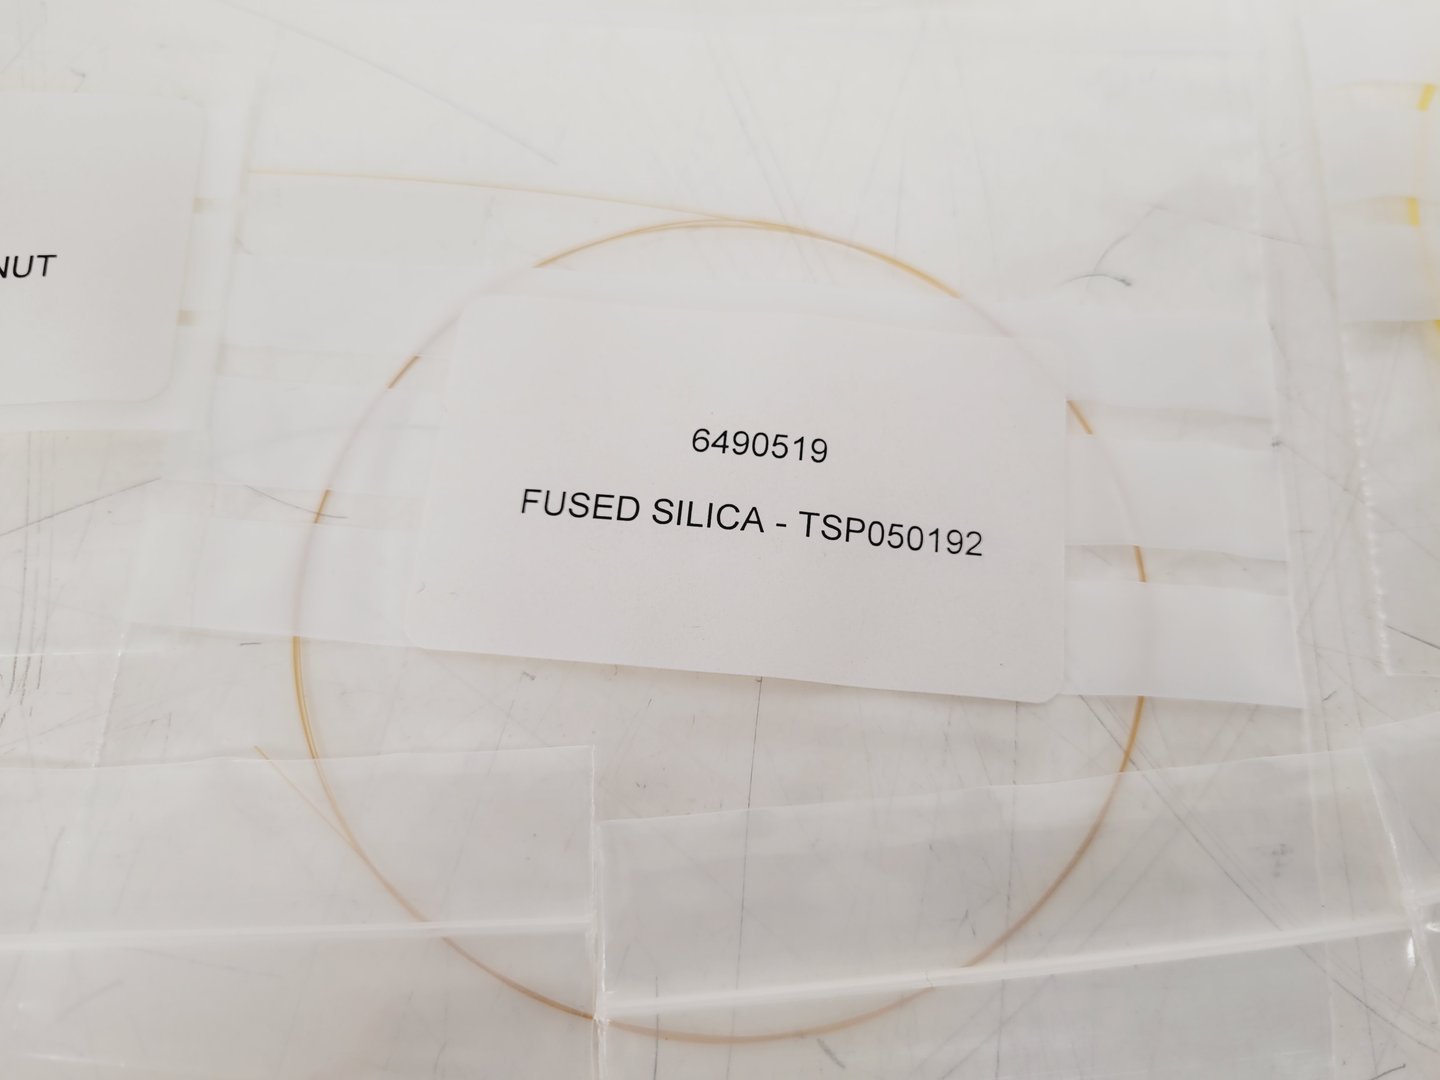 NUT
6490519
FUSED SILICA - TSP050192